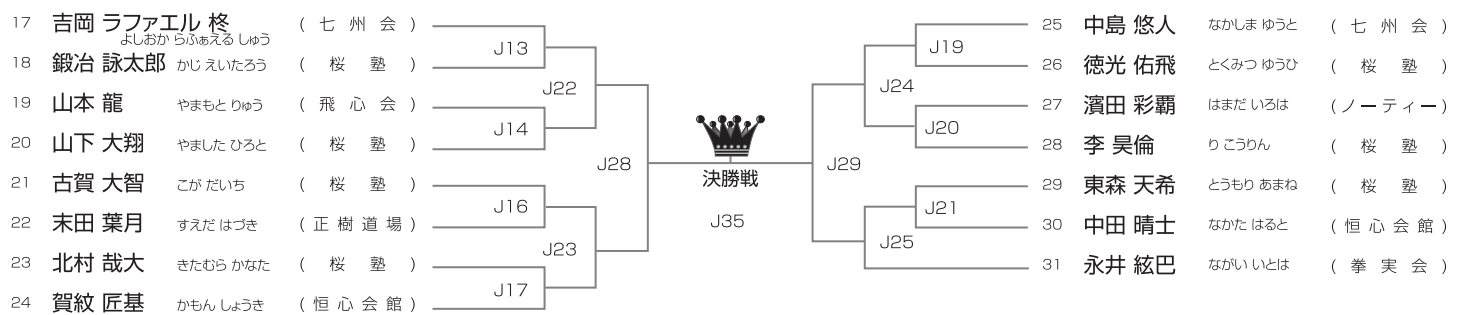 17 吉岡 ラファエル 柊 よしおか らふぁえる しゅう ( 七 州 会 )
18 鍛冶 詠太郎 かじ えいたろう ( 桜 塾 )
19 山本 龍 やまもと りゅう ( 飛 心 会 )
20 山下 大翔 やました ひろと ( 桜 塾 )
21 古賀 大智 こが だいち ( 桜 塾 )
22 末田 葉月 すえだ はづき ( 正 樹 道 場 )
23 北村 哉大 きたむら かなた ( 桜 塾 )
24 賀紋 匠基 かもん しょうき ( 恒 心 会 館 )
J13
J14
J16
J17
J22
J23
J28
決勝戦
J35
J29
J24
J25
J19
J20
J21
25 中島 悠人 なかしま ゆうと ( 七 州 会 )
26 徳光 佑飛 とくみつ ゆうひ ( 桜 塾 )
27 濱田 彩覇 はまだ いろは (ノーティー)
28 李 昊倫 り こうりん ( 桜 塾 )
29 東森 天希 とうもり あまね ( 桜 塾 )
30 中田 晴士 なかた はると ( 恒 心 会 館 )
31 永井 絃巴 ながい いとは ( 拳 実 会 )